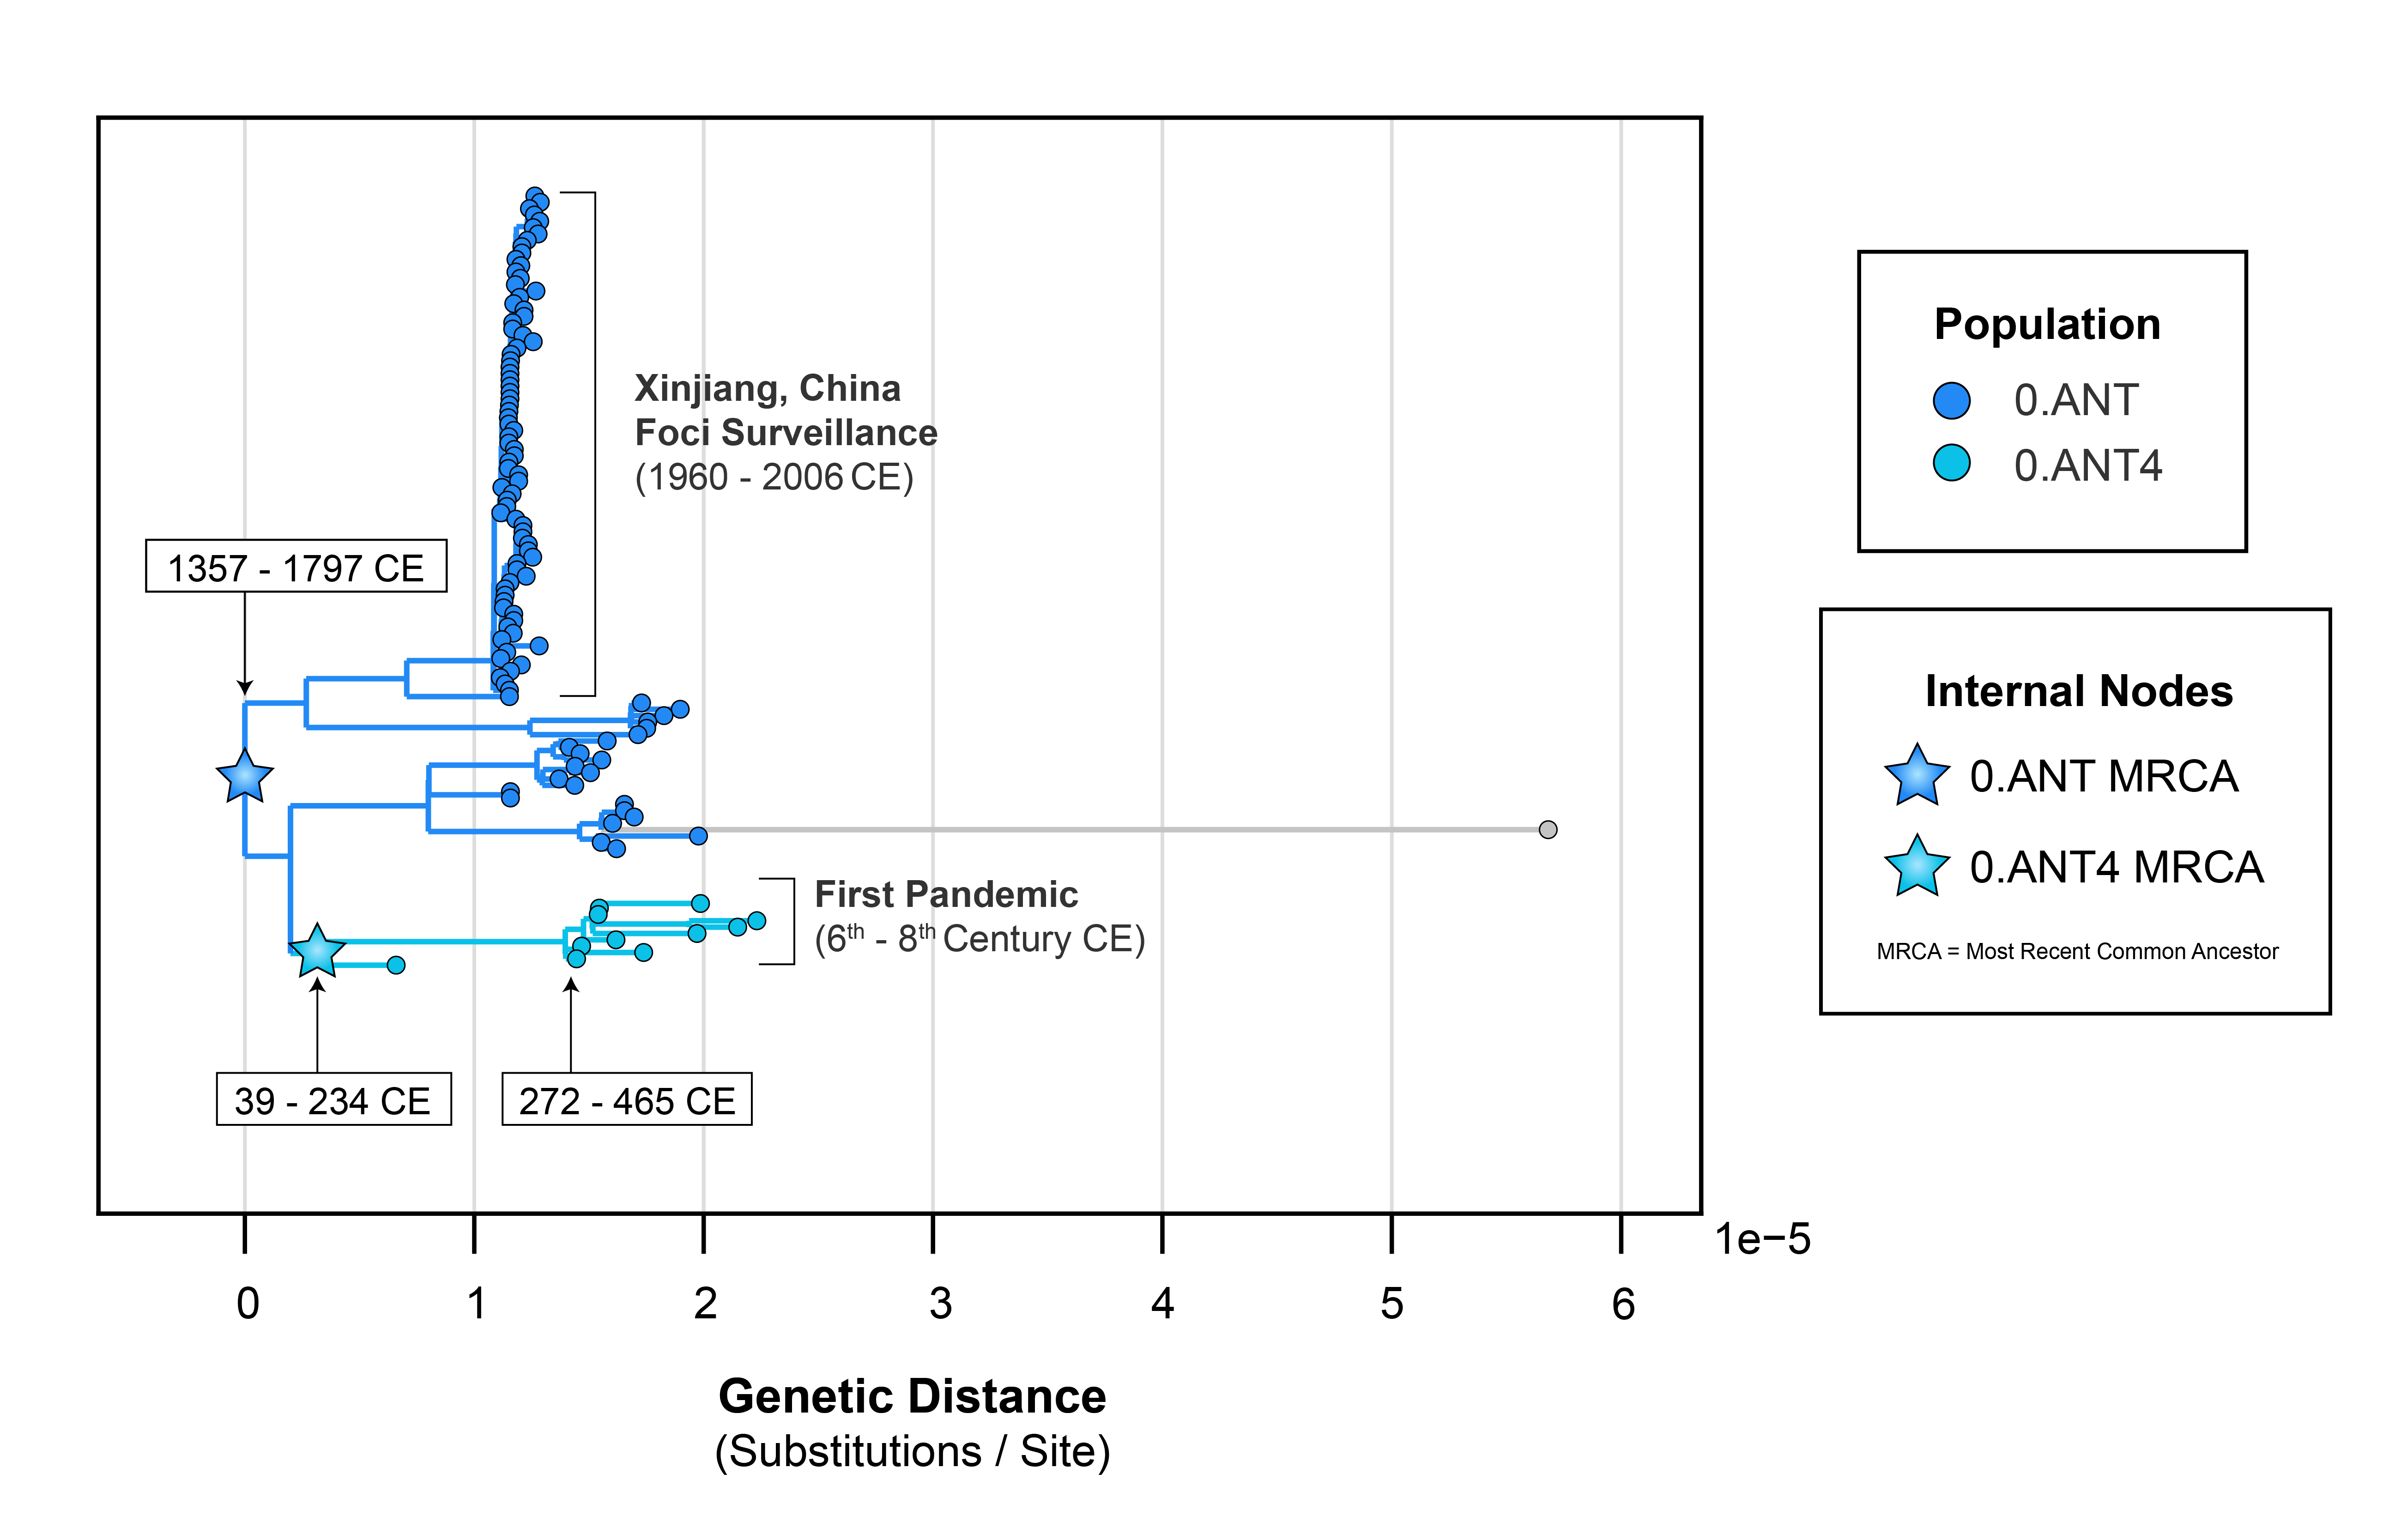 Xinjiang, China
Foci Surveillance
(1960 - 2006 CE)
1357 - 1797 CE
First Pandemic
(6th - 8th Century CE)
39 - 234 CE
272 - 465 CE
0 1 2 3 4 5 6
1e−5
Genetic Distance
(Substitutions / Site)
Population
0.ANT
0.ANT4
Internal Nodes
0.ANT MRCA
0.ANT4 MRCA
MRCA = Most Recent Common Ancestor